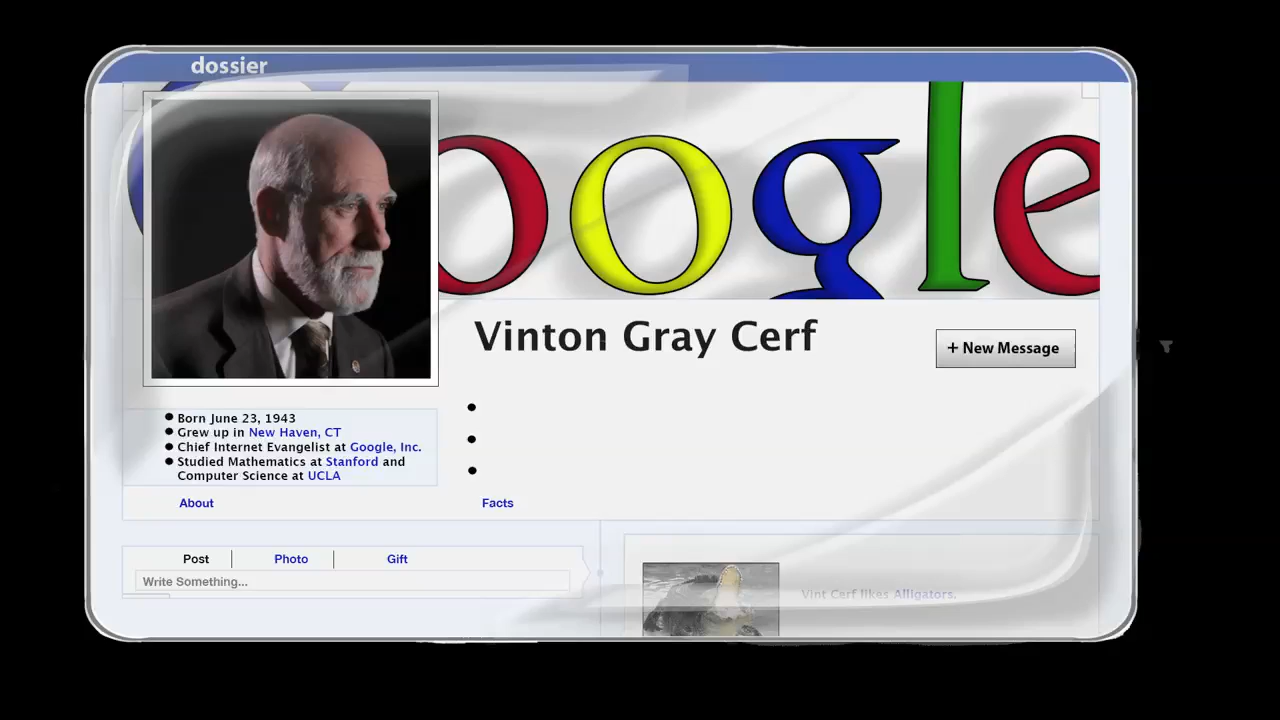 dossier
Google
Vinton Gray Cerf
+ New Message
Born June 23, 1943
Grew up in New Haven, CT
Chief Internet Evangelist at Google, Inc.
Studied Mathematics at Stanford and
Computer Science at UCLA
About
Facts
Post
Photo
Gift
Write Something...
Vint Cerf likes Alligators.